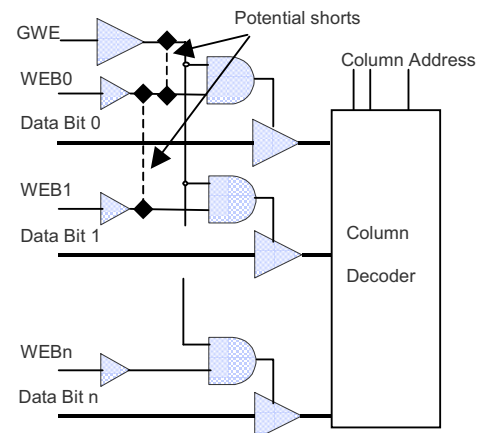 Potential shorts
GWE
Column Address
WEB0
Data Bit 0
WEB1
Data Bit 1
Column
Decoder
WEBn
Data Bit n